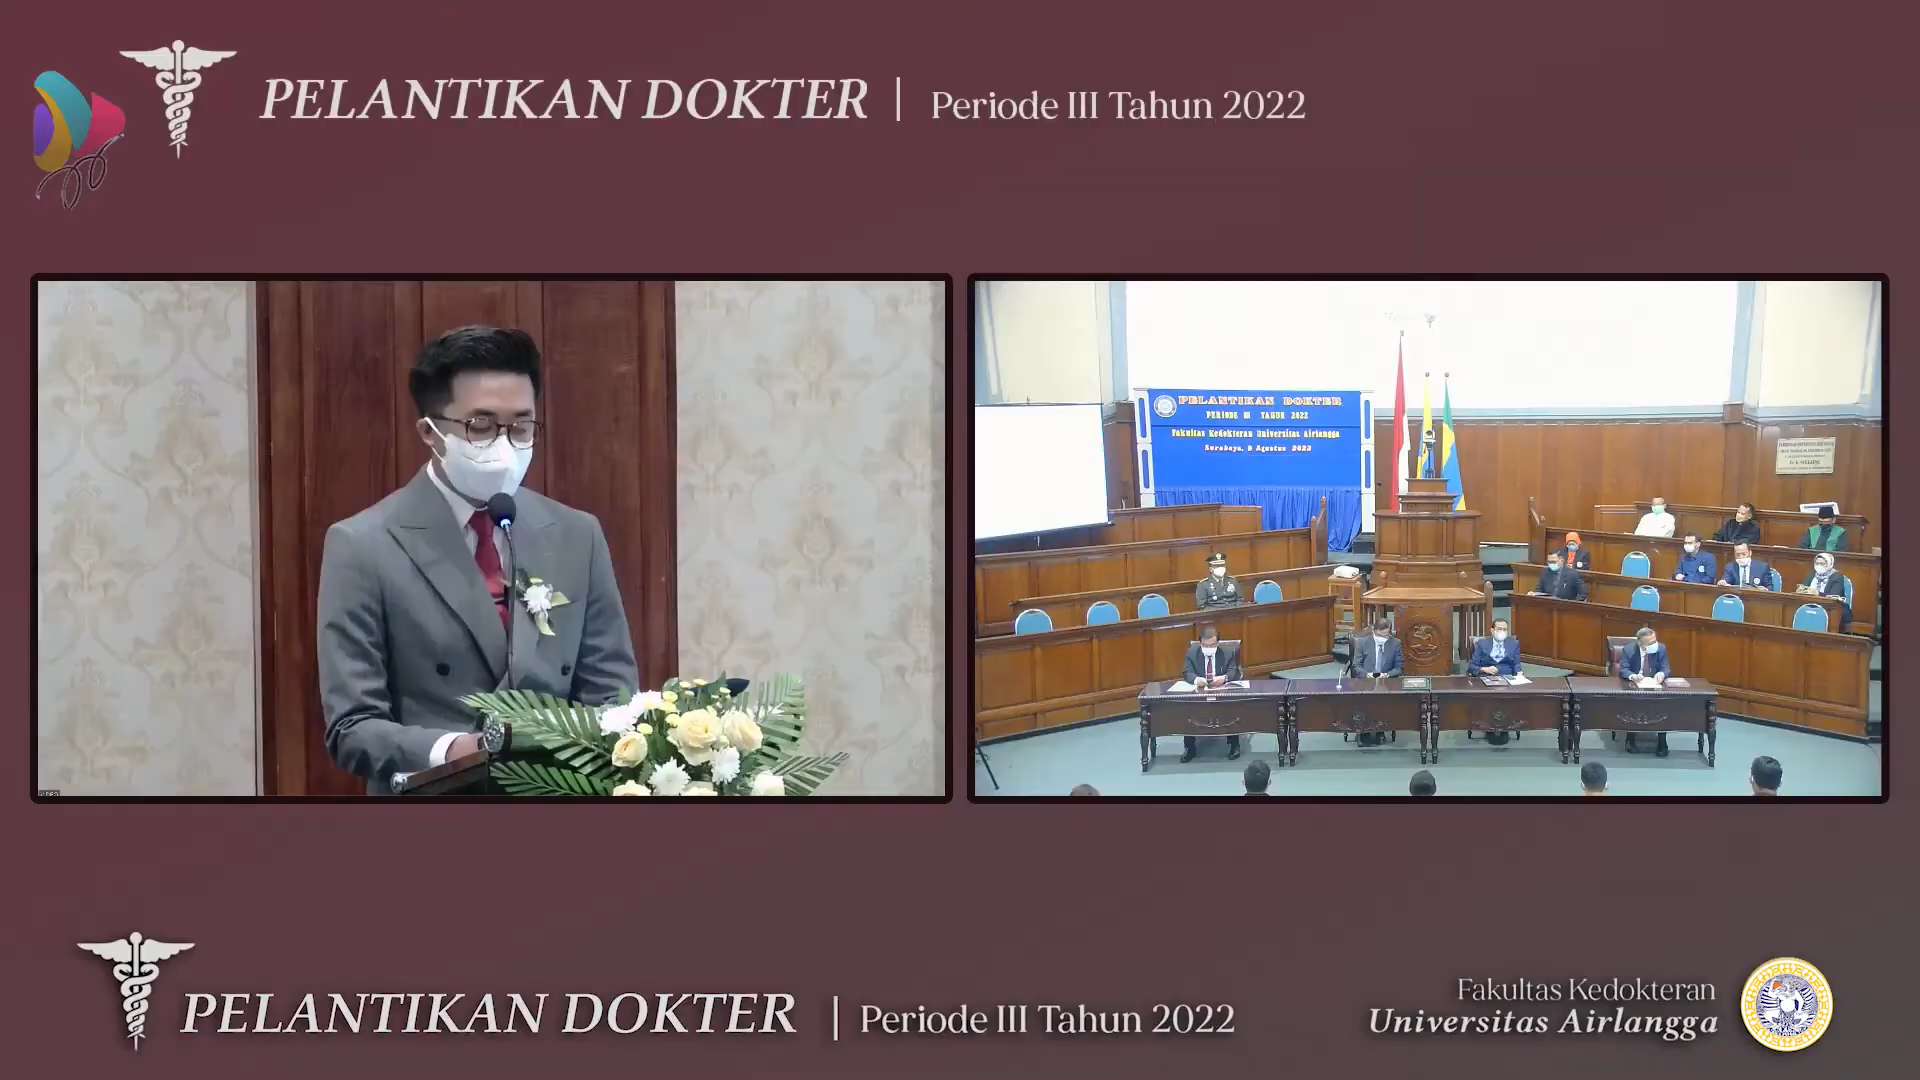 PELANTIKAN DOKTER | Periode III Tahun 2022
PELANTIKAN DOKTER
PERIODE III TAHUN 2022
Fakultas Kedokteran Universitas Airlangga
Surabaya, 9 Agustus 2022
PELANTIKAN DOKTER | Periode III Tahun 2022
Fakultas Kedokteran
Universitas Airlangga